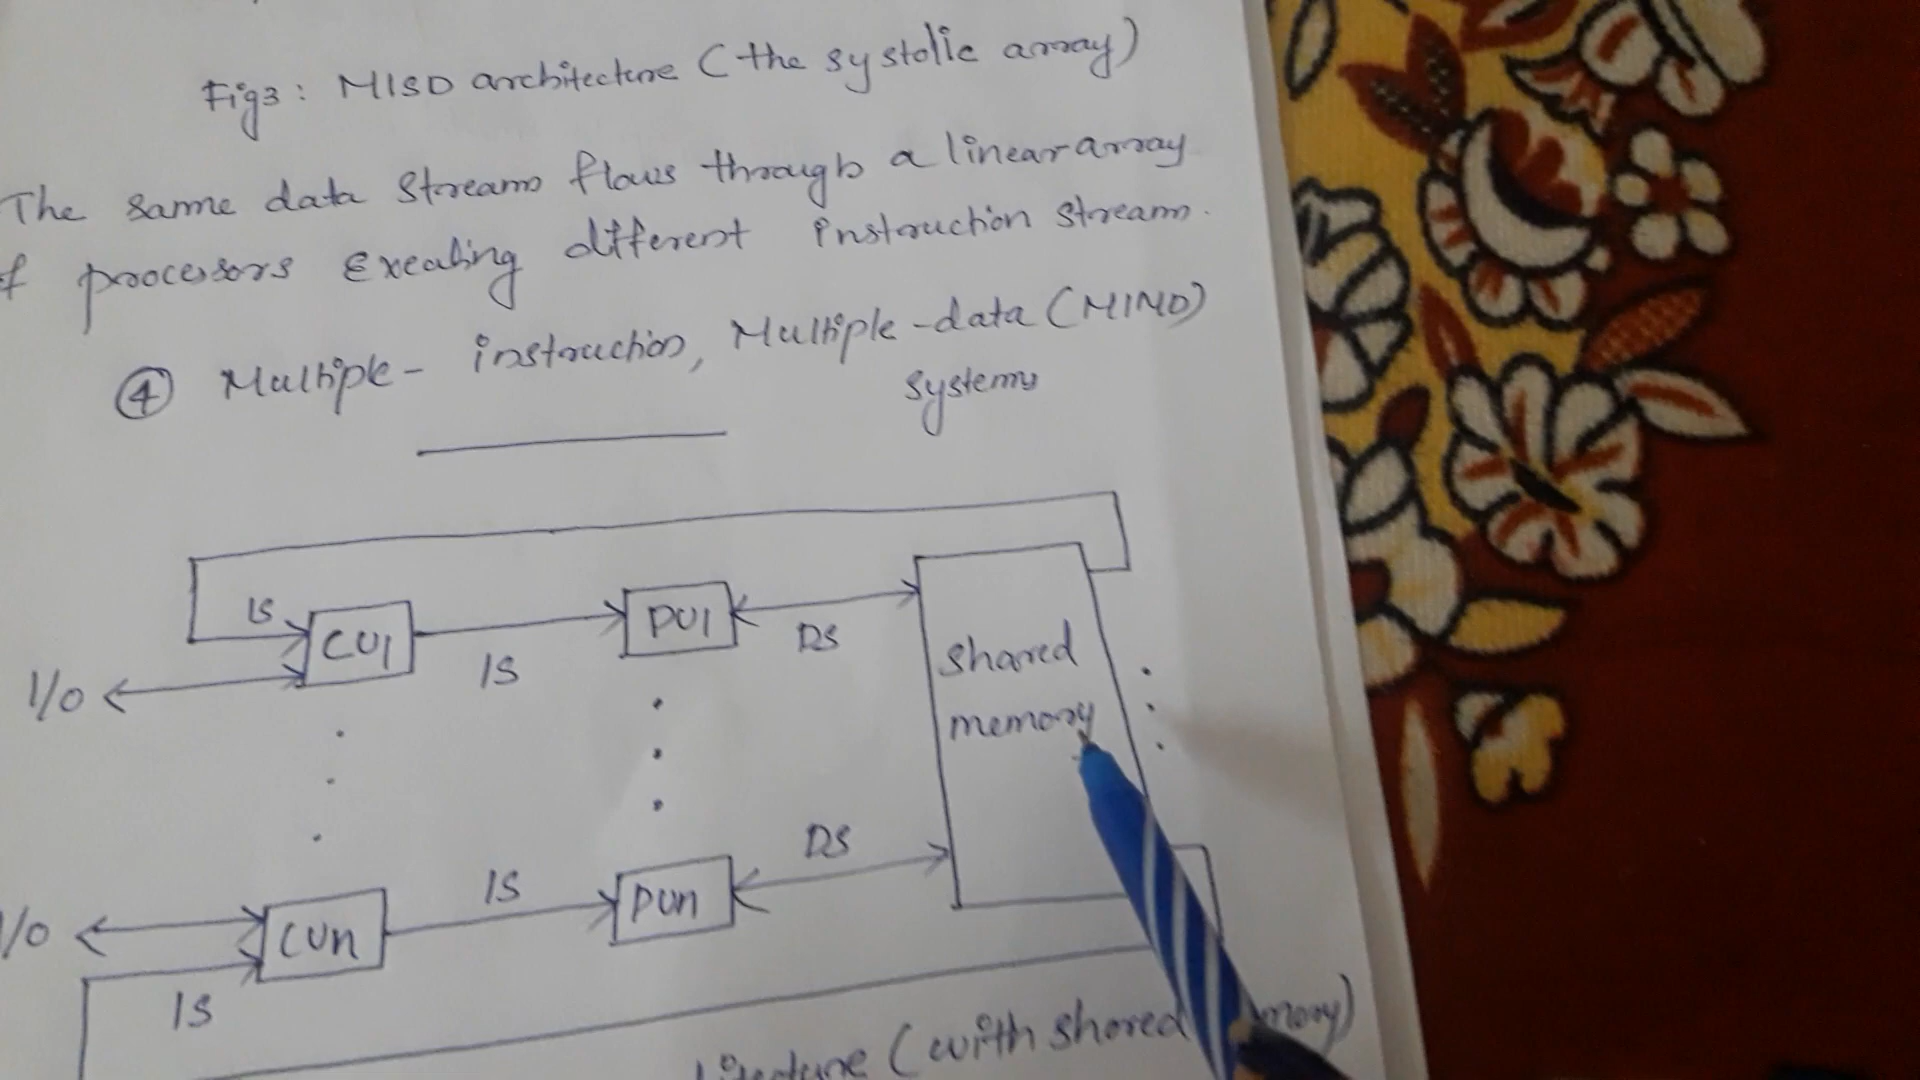 Fig3: MISD architecture (the systolic array)
The same data stream flows through a linear array
of processors executing different instruction stream.
④ Multiple-instruction, Multiple-data (MIMD)
systems
IS
CU1
IS
PU1
DS
Shared
memory
I/O
I/O
CUn
IS
PUn
DS
IS
(with shared